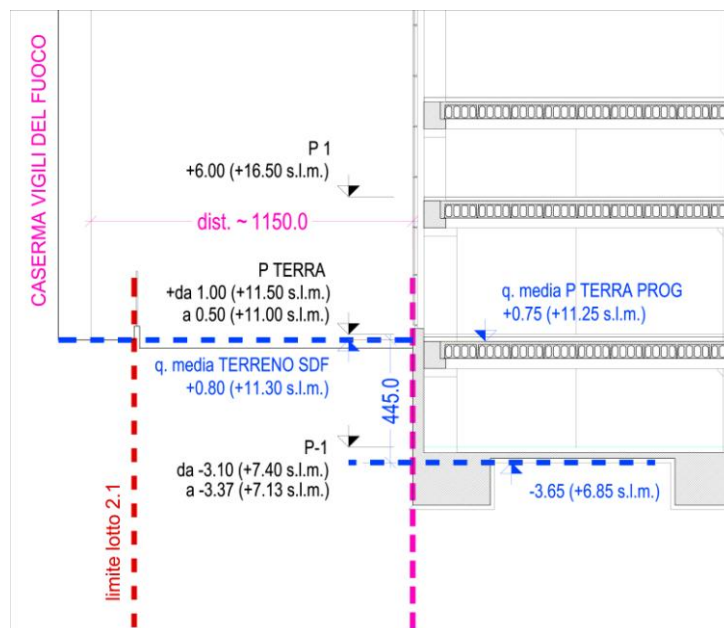 CASERMA VIGILI DEL FUOCO
P 1
+6.00 (+16.50 s.l.m.)
dist. ~ 1150.0
P TERRA
+da 1.00 (+11.50 s.l.m.)
a 0.50 (+11.00 s.l.m.)
q. media P TERRA PROG
+0.75 (+11.25 s.l.m.)
q. media TERRENO SDF
+0.80 (+11.30 s.l.m.)
445.0
P-1
da -3.10 (+7.40 s.l.m.)
a -3.37 (+7.13 s.l.m.)
-3.65 (+6.85 s.l.m.)
limite lotto 2.1